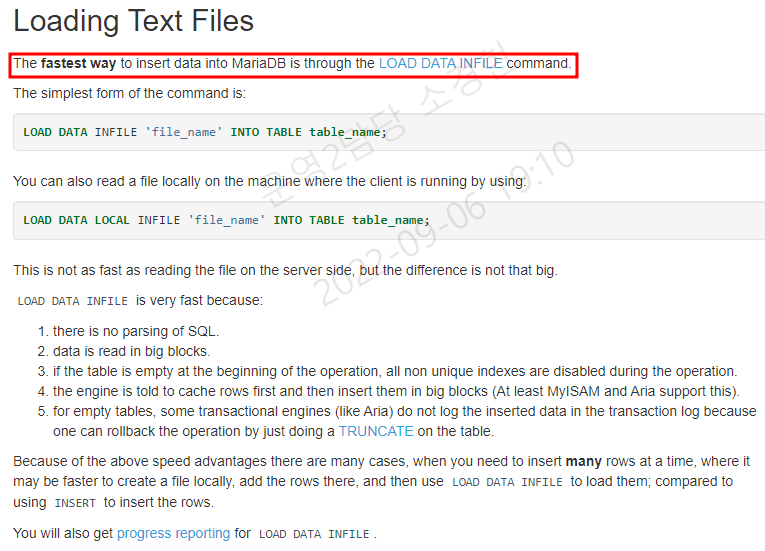 Loading Text Files
The fastest way to insert data into MariaDB is through the LOAD DATA INFILE command.
The simplest form of the command is:
LOAD DATA INFILE 'file_name' INTO TABLE table_name;
You can also read a file locally on the machine where the client is running by using:
LOAD DATA LOCAL INFILE 'file_name' INTO TABLE table_name;
This is not as fast as reading the file on the server side, but the difference is not that big.
LOAD DATA INFILE is very fast because:
1. there is no parsing of SQL.
2. data is read in big blocks.
3. if the table is empty at the beginning of the operation, all non unique indexes are disabled during the operation.
4. the engine is told to cache rows first and then insert them in big blocks (At least MyISAM and Aria support this).
5. for empty tables, some transactional engines (like Aria) do not log the inserted data in the transaction log because
one can rollback the operation by just doing a TRUNCATE on the table.
Because of the above speed advantages there are many cases, when you need to insert many rows at a time, where it
may be faster to create a file locally, add the rows there, and then use LOAD DATA INFILE to load them; compared to
using INSERT to insert the rows.
You will also get progress reporting for LOAD DATA INFILE.
운영2담당
2022-09-06 19:10